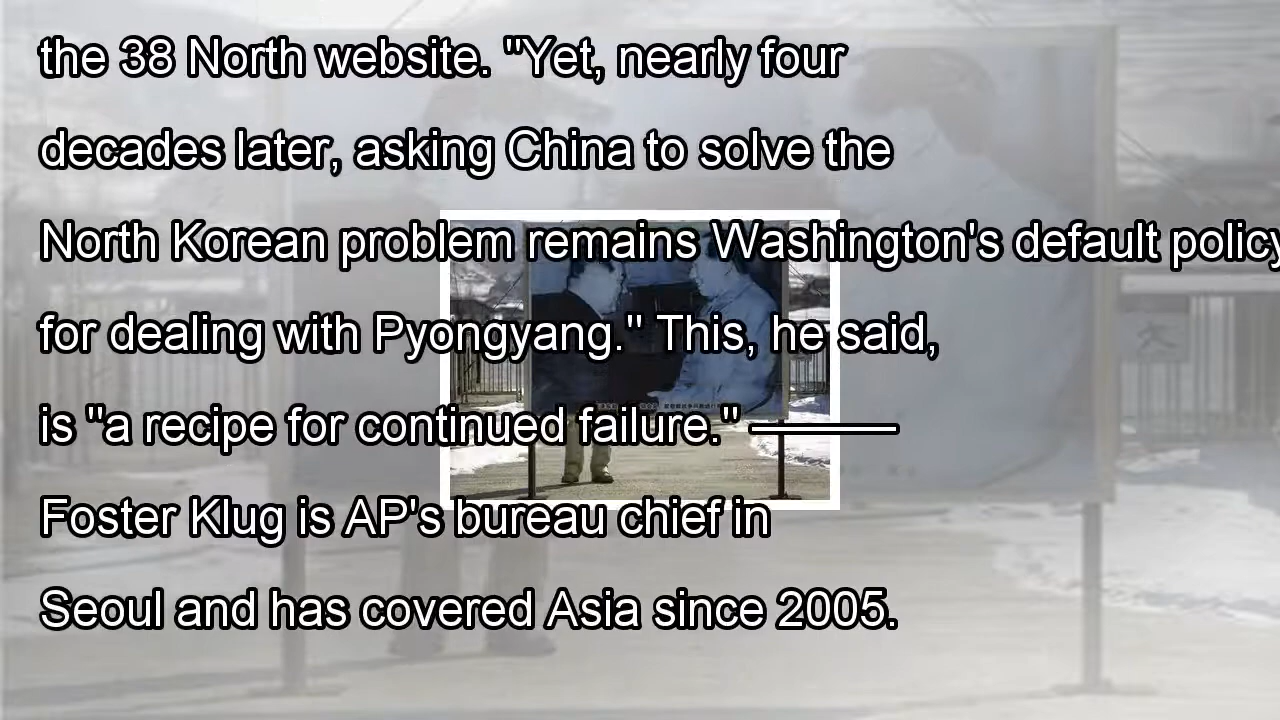 the 38 North website. "Yet, nearly four
decades later, asking China to solve the
North Korean problem remains Washington's default policy
for dealing with Pyongyang." This, he said,
is "a recipe for continued failure." ———
Foster Klug is AP's bureau chief in
Seoul and has covered Asia since 2005.